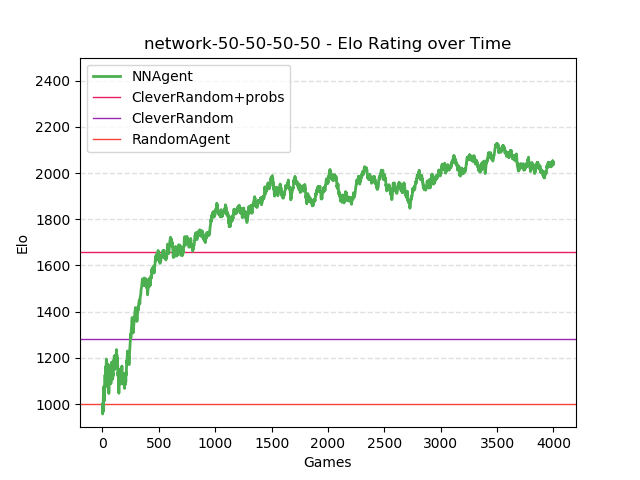 network-50-50-50-50 - Elo Rating over Time
NNAgent
CleverRandom+probs
CleverRandom
RandomAgent
Elo
2400
2200
2000
1800
1600
1400
1200
1000
0 500 1000 1500 2000 2500 3000 3500 4000
Games